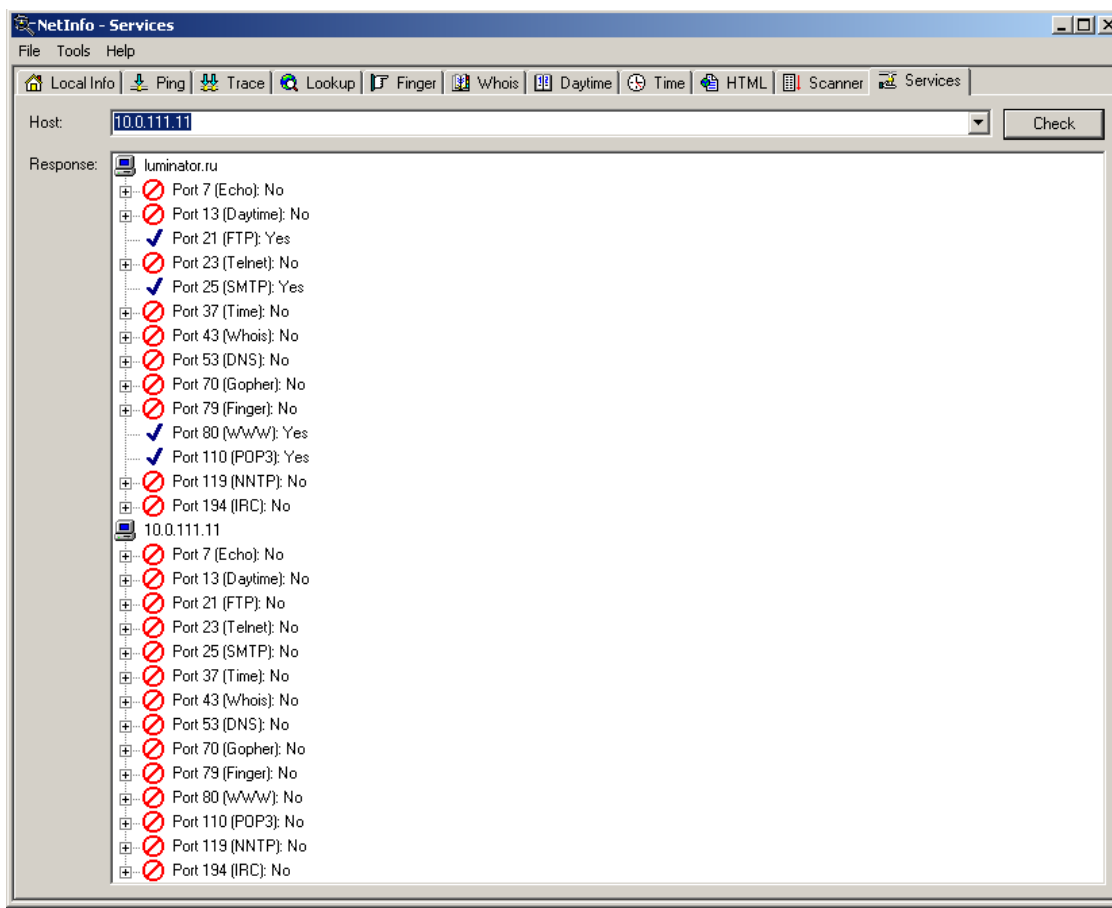 NetInfo - Services
File Tools Help
Local Info Ping Trace Lookup Finger Whois Daytime Time HTML Scanner Services
Host: 10.0.111.11 Check
Response: luminator.ru
Port 7 (Echo): No
Port 13 (Daytime): No
Port 21 (FTP): Yes
Port 23 (Telnet): No
Port 25 (SMTP): Yes
Port 37 (Time): No
Port 43 (Whois): No
Port 53 (DNS): No
Port 70 (Gopher): No
Port 79 (Finger): No
Port 80 (WWW): Yes
Port 110 (POP3): Yes
Port 119 (NNTP): No
Port 194 (IRC): No
10.0.111.11
Port 7 (Echo): No
Port 13 (Daytime): No
Port 21 (FTP): No
Port 23 (Telnet): No
Port 25 (SMTP): No
Port 37 (Time): No
Port 43 (Whois): No
Port 53 (DNS): No
Port 70 (Gopher): No
Port 79 (Finger): No
Port 80 (WWW): No
Port 110 (POP3): No
Port 119 (NNTP): No
Port 194 (IRC): No